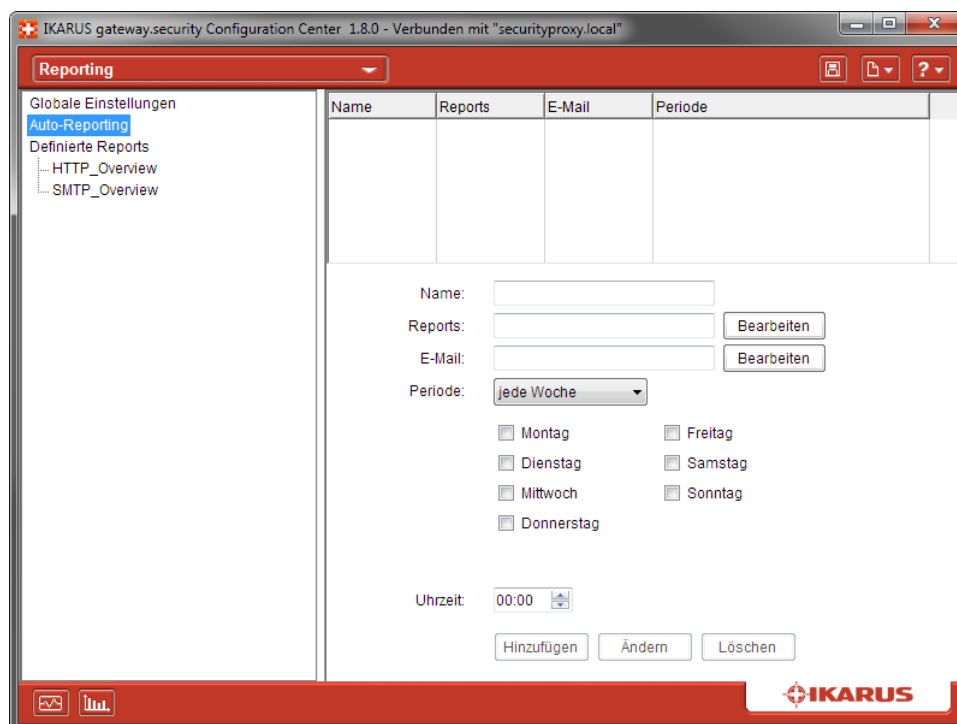 IKARUS gateway.security Configuration Center 1.8.0 - Verbunden mit "securityproxy.local"
Reporting
?
Globale Einstellungen
Auto-Reporting
Definierte Reports
HTTP_Overview
SMTP_Overview
Name Reports E-Mail Periode
Name:
Reports: Bearbeiten
E-Mail: Bearbeiten
Periode: jede Woche
Montag Freitag
Dienstag Samstag
Mittwoch Sonntag
Donnerstag
Uhrzeit: 00:00
Hinzufügen Ändern Löschen
IKARUS